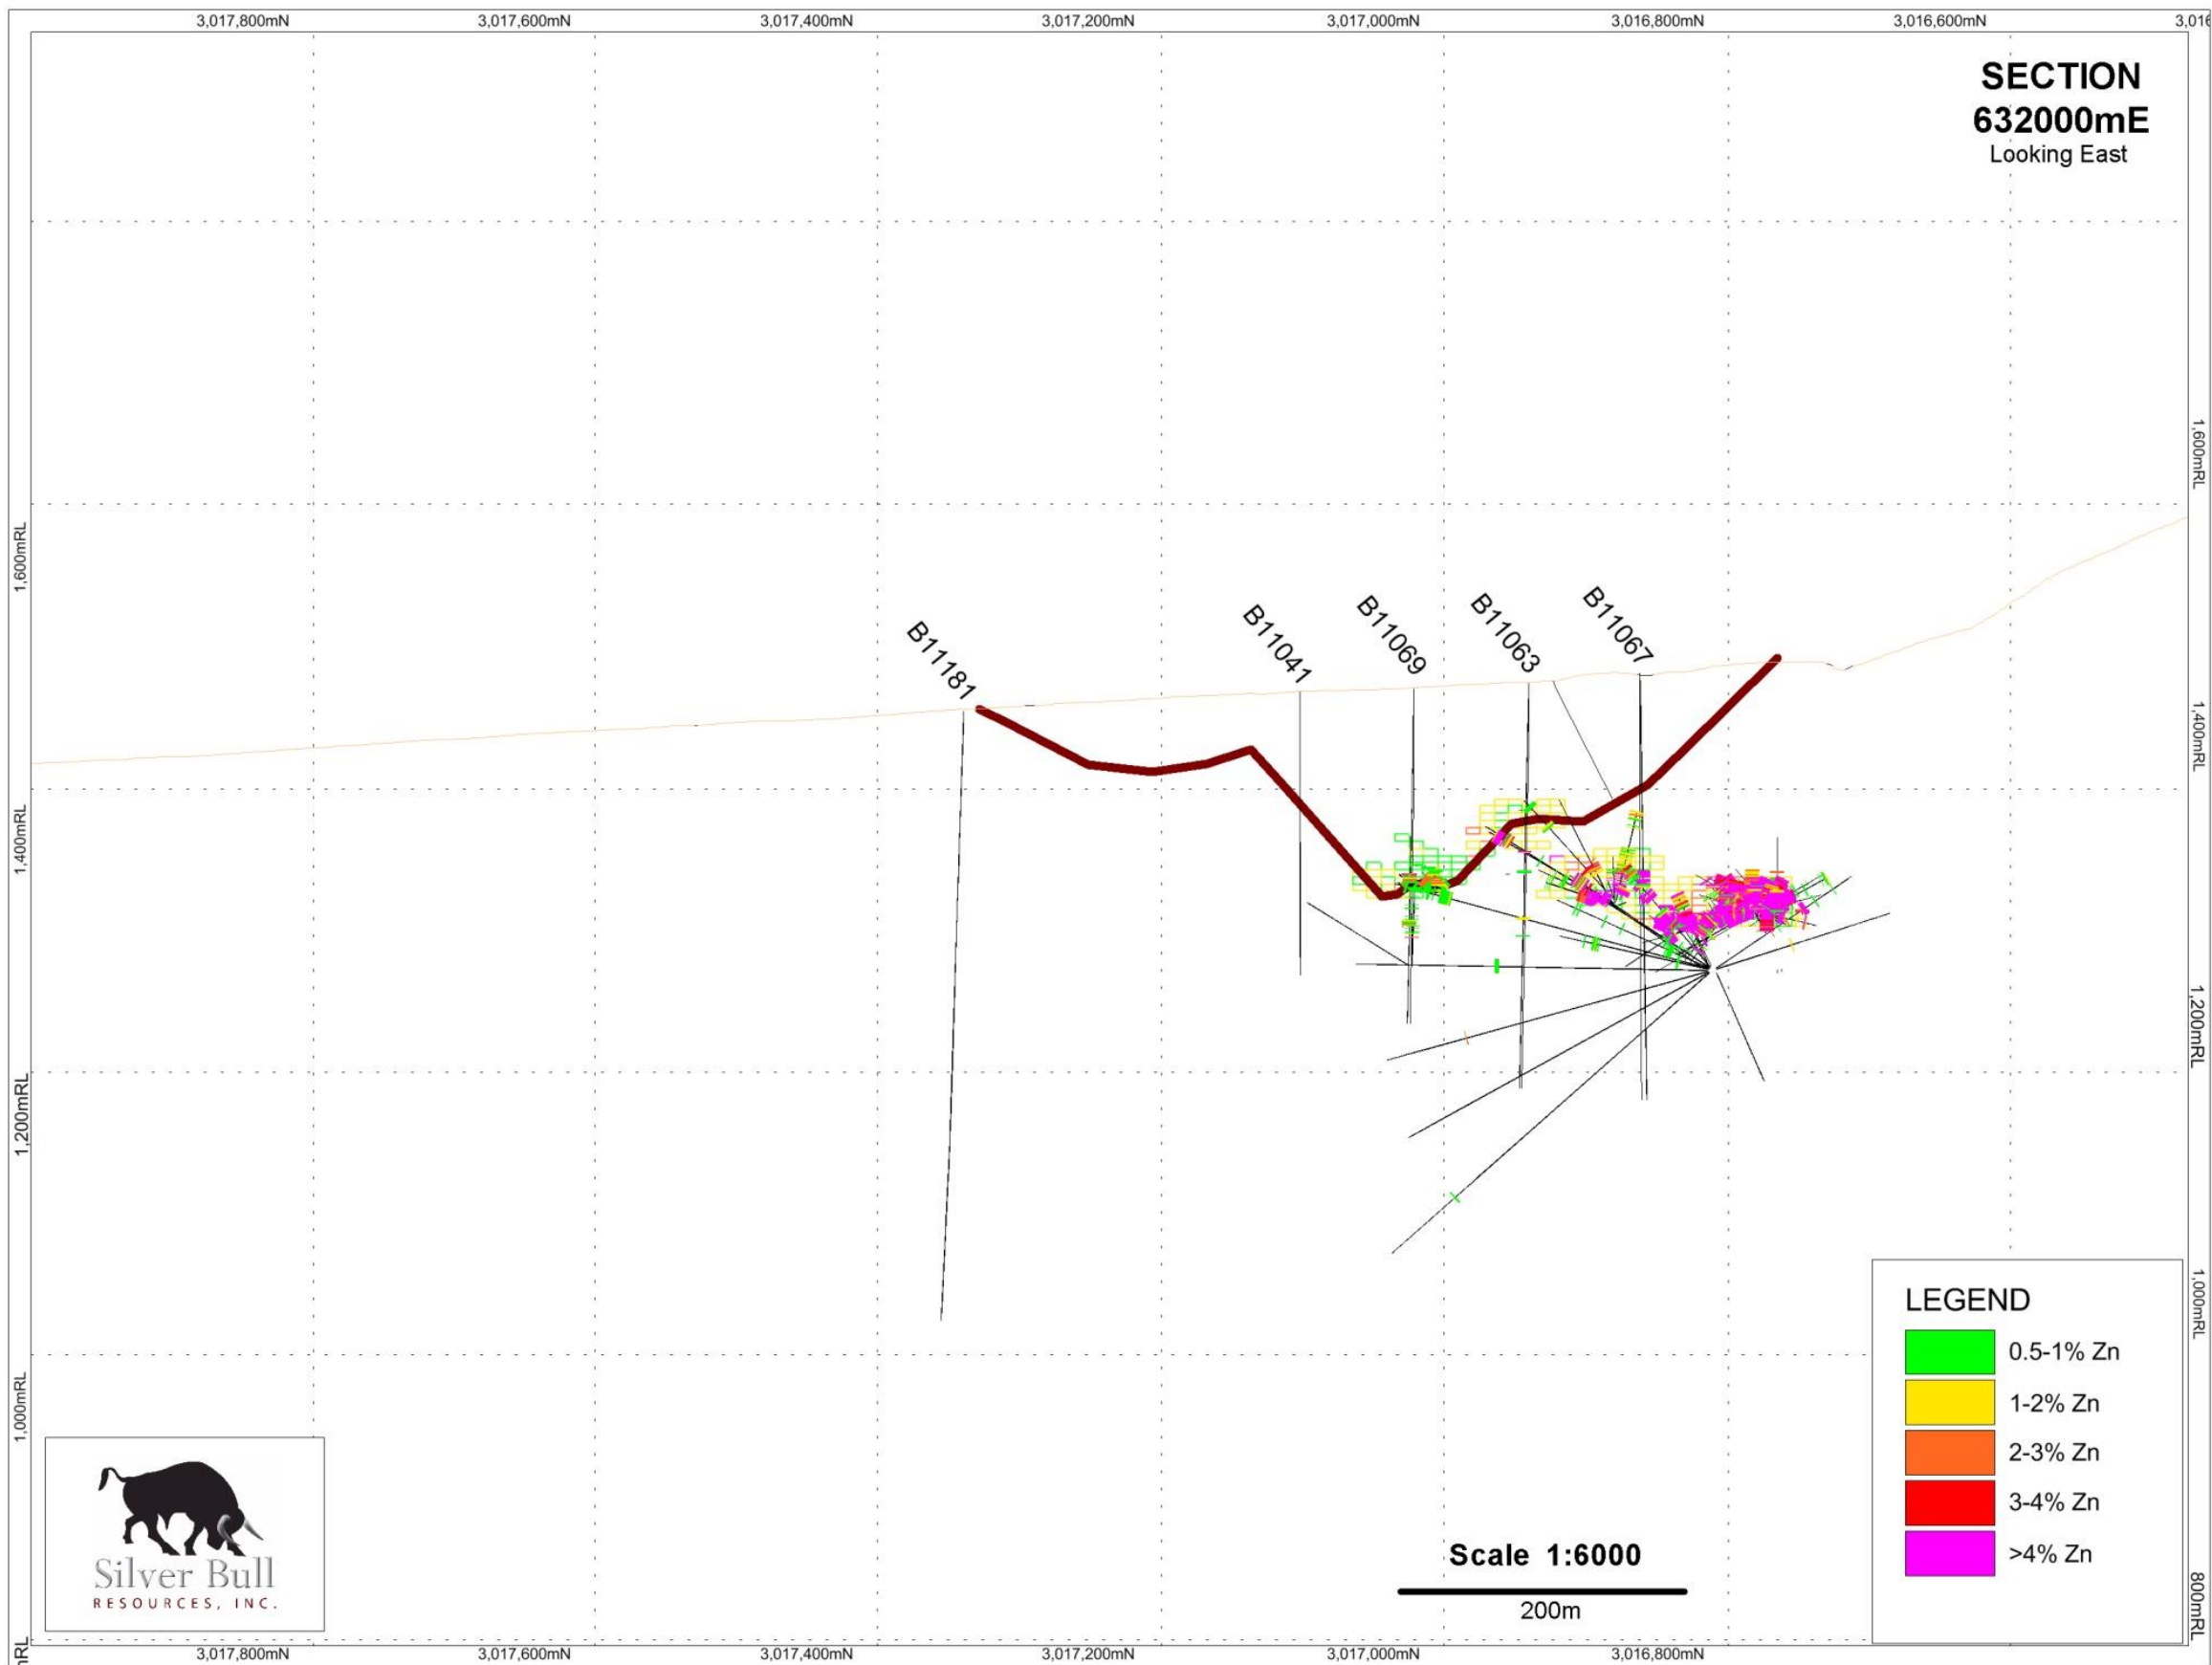 3,017,800mN 3,017,600mN 3,017,400mN 3,017,200mN 3,017,000mN 3,016,800mN 3,016,600mN 3,016
SECTION
632000mE
Looking East
1,600mRL
1,600mRL
B11181
B11041
B11069
B11063
B11067
1,400mRL
1,400mRL
1,200mRL
1,200mRL
1,000mRL
1,000mRL
LEGEND
0.5-1% Zn
1-2% Zn
2-3% Zn
3-4% Zn
>4% Zn
Silver Bull
RESOURCES, INC.
Scale 1:6000
200m
800mRL
nRL
3,017,800mN 3,017,600mN 3,017,400mN 3,017,200mN 3,017,000mN 3,016,800mN